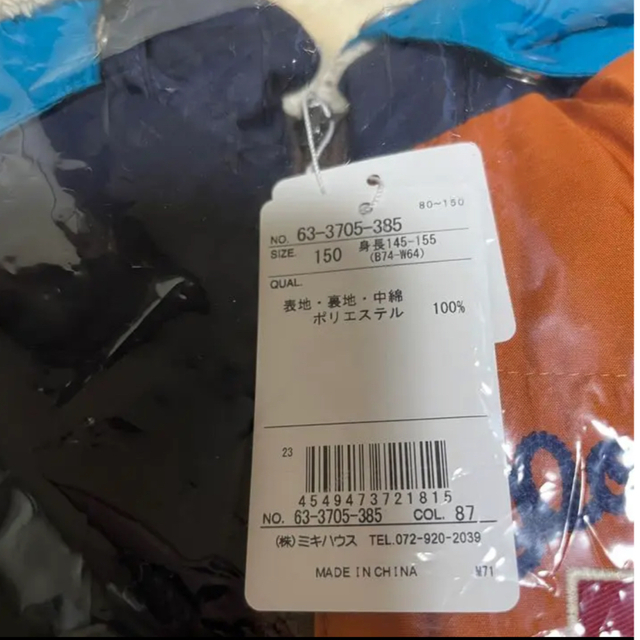 80~150
NO. 63-3705-385
SIZE. 150 身長145-155
(B74-W64)
QUAL.
表地・裏地・中綿
ポリエステル 100%
23
4549473721815
NO. 63-3705-385 COL. 87
(株)ミキハウス TEL.072-920-2039
MADE IN CHINA